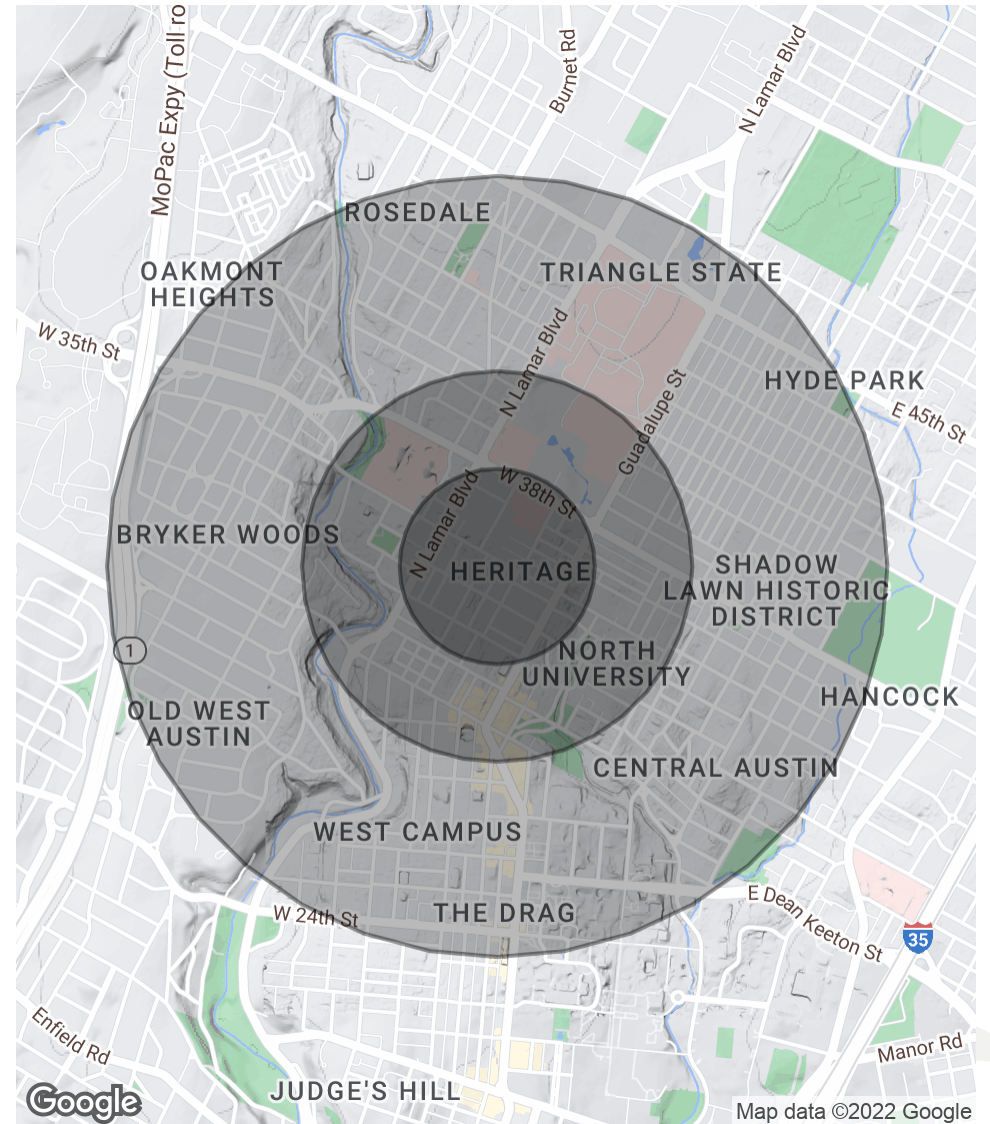 MoPac Expy (Toll ro
Burnet Rd
N Lamar Blvd
ROSEDALE
OAKMONT
HEIGHTS
TRIANGLE STATE
W 35th St
N Lamar Blvd
HYDE PARK
E 45th St
Guadalupe St
W 38th St
N Lamar Blvd
BRYKER WOODS
HERITAGE
SHADOW
LAWN HISTORIC
DISTRICT
1
NORTH
UNIVERSITY
HANCOCK
OLD WEST
AUSTIN
CENTRAL AUSTIN
WEST CAMPUS
THE DRAG
W 24th St
E Dean Keeton St
35
Enfield Rd
Manor Rd
JUDGE'S HILL
Google
Map data ©2022 Google